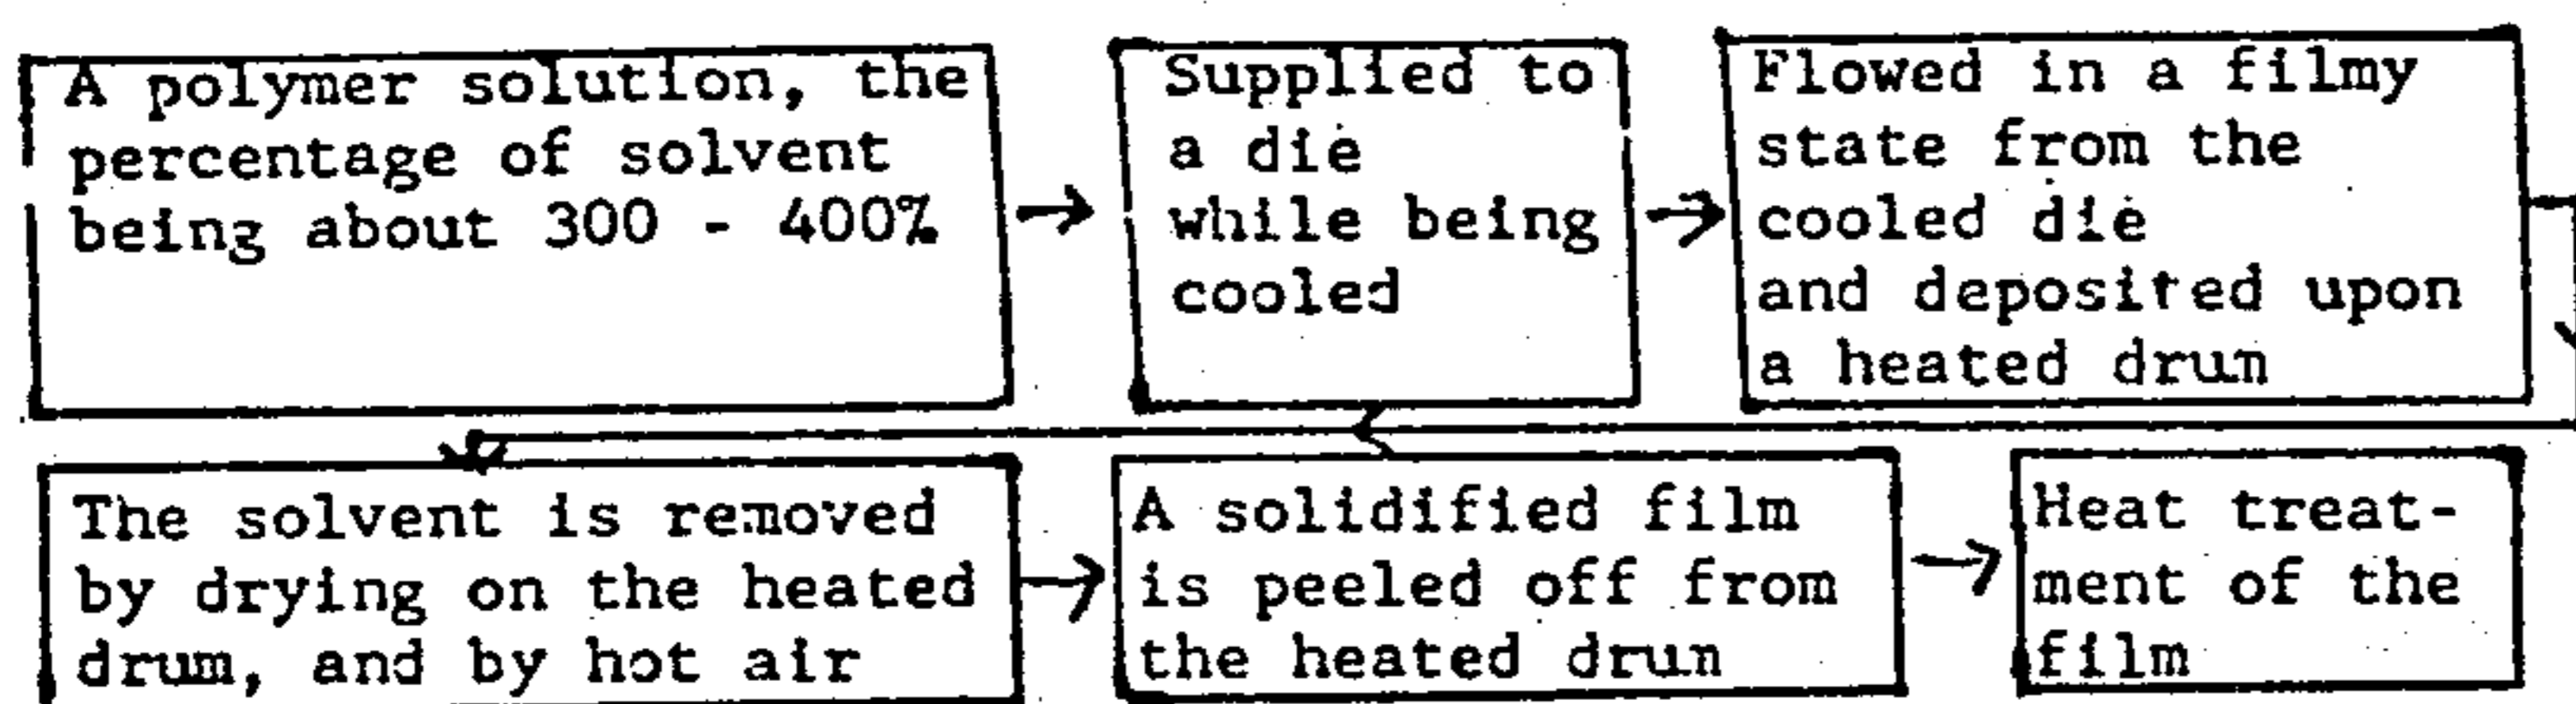 A polymer solution, the
percentage of solvent
being about 300 - 400%
Supplied to
a die
while being
cooled
Flowed in a filmy
state from the
cooled die
and deposited upon
a heated drum
The solvent is removed
by drying on the heated
drum, and by hot air
A solidified film
is peeled off from
the heated drum
Heat treat-
ment of the
film